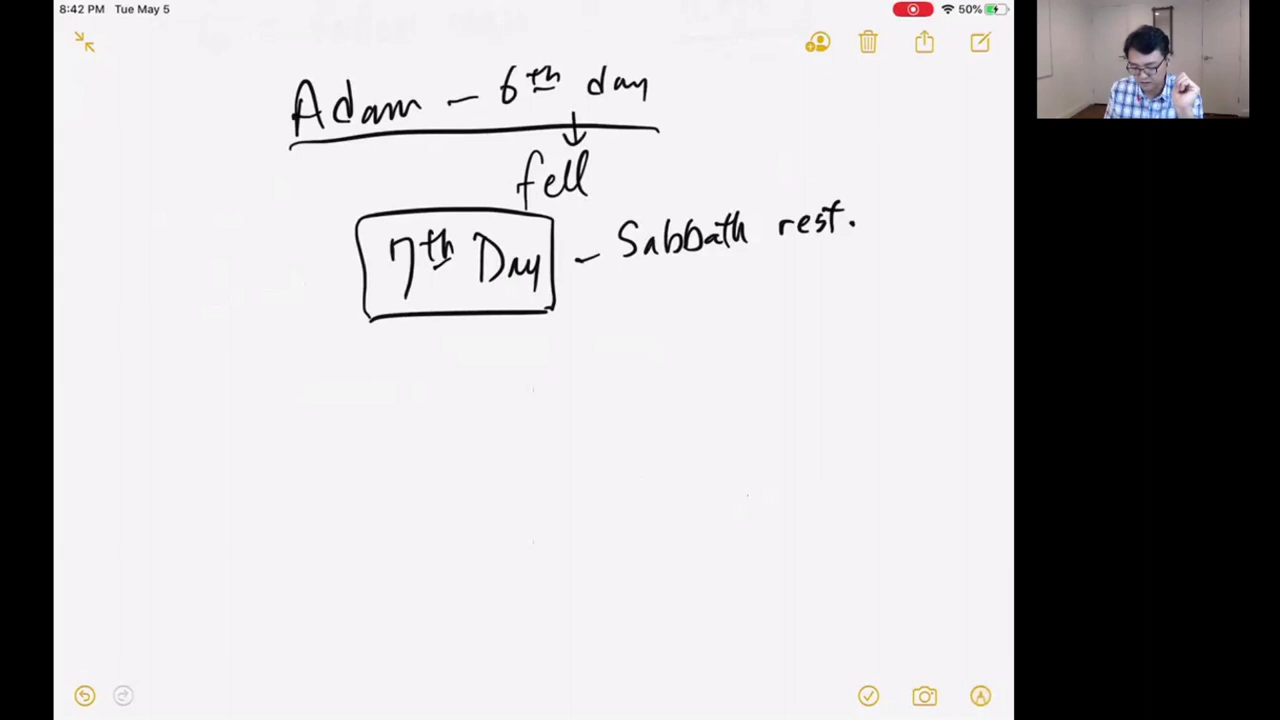 8:42 PM Tue May 5
50%
Adam – 6th day
fell
7th Day – Sabbath rest.